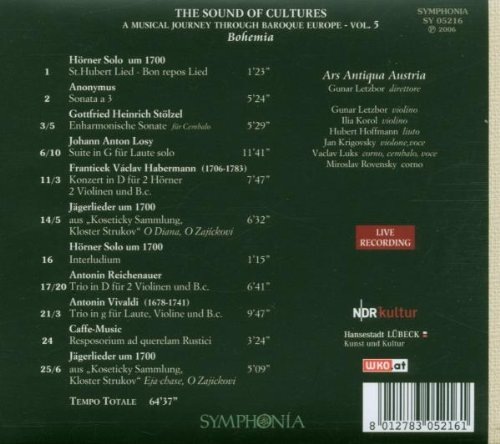 THE SOUND OF CULTURES
A MUSICAL JOURNEY THROUGH BAROQUE EUROPE - VOL. 5
Bohemia
SYMPHONIA
SY 05216
℗ 2006
Hörner Solo um 1700
1 St.Hubert Lied - Bon repos Lied 1'23"
Anonymus
2 Sonata a 3 5'24"
Gottfried Heinrich Stölzel
3/5 Enharmonische Sonate für Cembalo 5'29"
Johann Anton Losy
6/10 Suite in G für Laute solo 11'41"
Franticek Václav Habermann (1706-1783)
11/3 Konzert in D für 2 Hörner 7'47"
2 Violinen und B.c.
Jägerlieder um 1700
14/5 aus „Koseticky Sammlung, 6'32"
Kloster Strukov“ O Diana, O Zajíckovi
Hörner Solo um 1700
16 Interludium 1'15"
Antonin Reichenauer
17/20 Trio in D für 2 Violinen und B.c. 6'41"
Antonin Vivaldi (1678-1741)
21/3 Trio in g für Laute, Violine und B.c. 9'47"
Caffe-Music
24 Resposorium ad querelam Rustici 3'24"
Jägerlieder um 1700
25/6 aus „Koseticky Sammlung, 5'09"
Kloster Strukov“ Eja chase, O Zajíckovi
TEMPO TOTALE 64'37"
SYMPHONIA
Ars Antiqua Austria
Gunar Letzbor direttore
Gunar Letzbor violino
Ilia Korol violino
Hubert Hoffmann liuto
Jan Krigovsky violone, voce
Vaclav Luks corno, cembalo, voce
Miroslav Rovensky corno
LIVE
RECORDING
NDR kultur
Hansestadt LÜBECK
Kunst und Kultur
WKO at
8 012783 052161